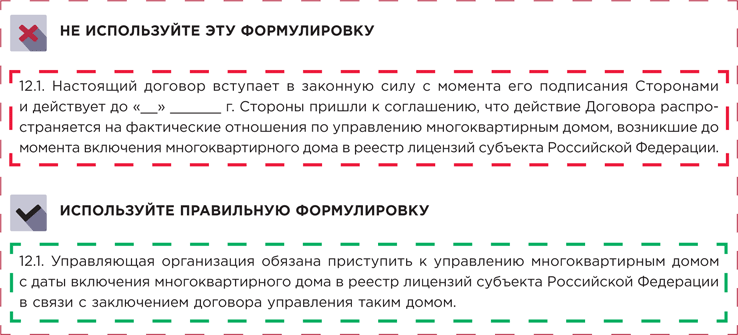 НЕ ИСПОЛЬЗУЙТЕ ЭТУ ФОРМУЛИРОВКУ
12.1. Настоящий договор вступает в законную силу с момента его подписания Сторонами
и действует до «__» ______ г. Стороны пришли к соглашению, что действие Договора распро-
страняется на фактические отношения по управлению многоквартирным домом, возникшие до
момента включения многоквартирного дома в реестр лицензий субъекта Российской Федерации.
ИСПОЛЬЗУЙТЕ ПРАВИЛЬНУЮ ФОРМУЛИРОВКУ
12.1. Управляющая организация обязана приступить к управлению многоквартирным домом
с даты включения многоквартирного дома в реестр лицензий субъекта Российской Федерации
в связи с заключением договора управления таким домом.